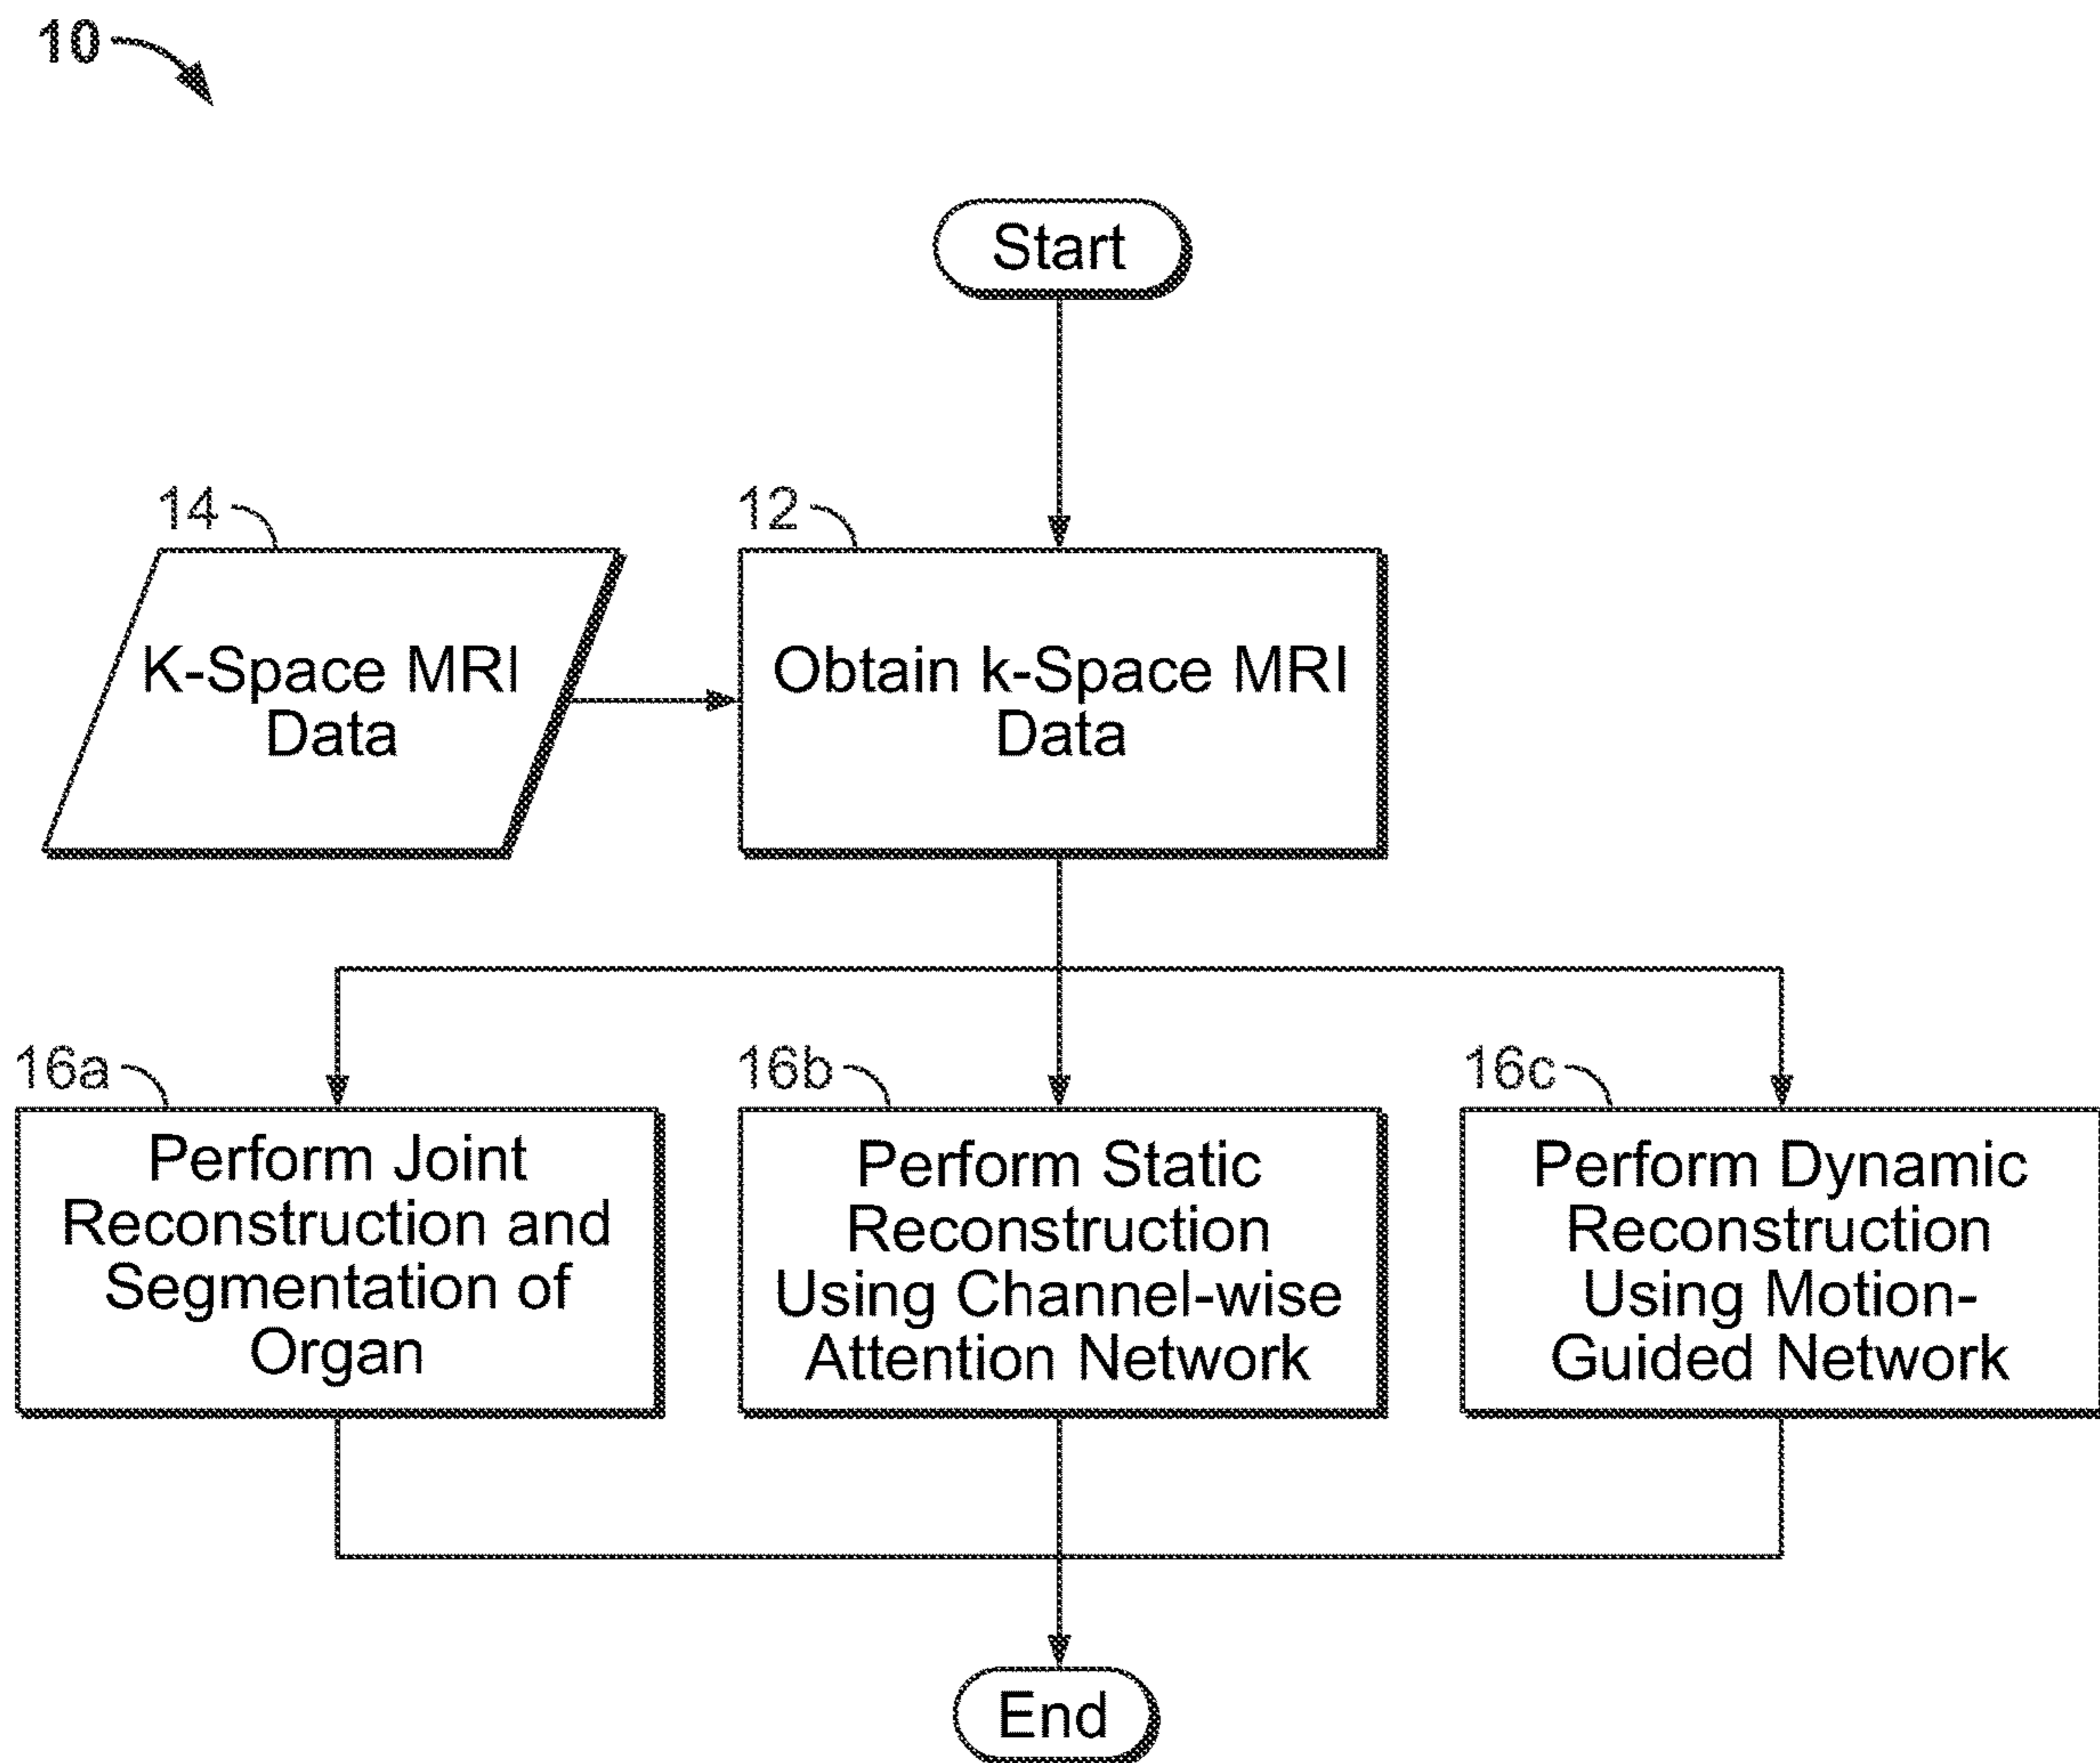 10
Start
14
K-Space MRI
Data
12
Obtain k-Space MRI
Data
16a
Perform Joint
Reconstruction and
Segmentation of
Organ
16b
Perform Static
Reconstruction
Using Channel-wise
Attention Network
16c
Perform Dynamic
Reconstruction
Using Motion-
Guided Network
End